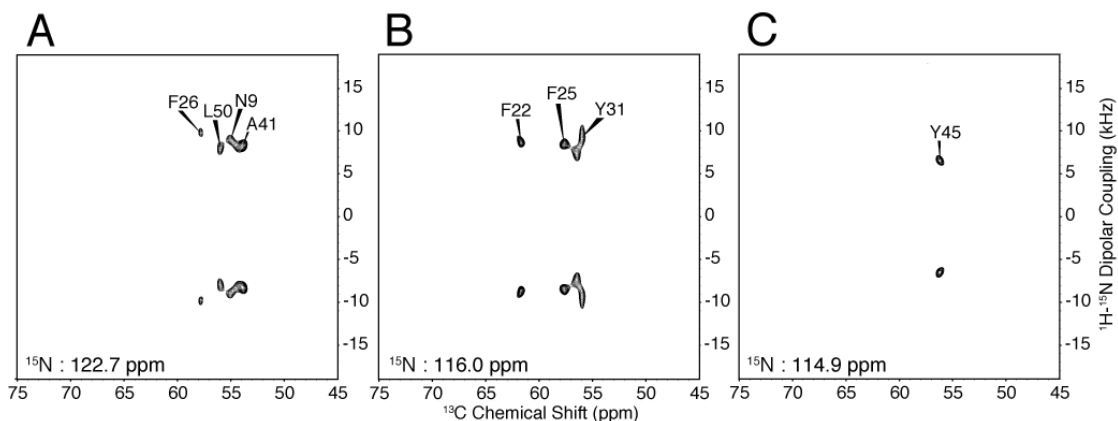 A
B
C
F26
L50
N9
A41
15
10
5
0
-5
-10
-15
¹⁵N : 122.7 ppm
75 70 65 60 55 50 45
F22
F25
Y31
15
10
5
0
-5
-10
-15
¹⁵N : 116.0 ppm
75 70 65 60 55 50 45
Y45
15
10
5
0
-5
-10
-15
¹⁵N : 114.9 ppm
75 70 65 60 55 50 45
¹H-¹⁵N Dipolar Coupling (kHz)
¹³C Chemical Shift (ppm)